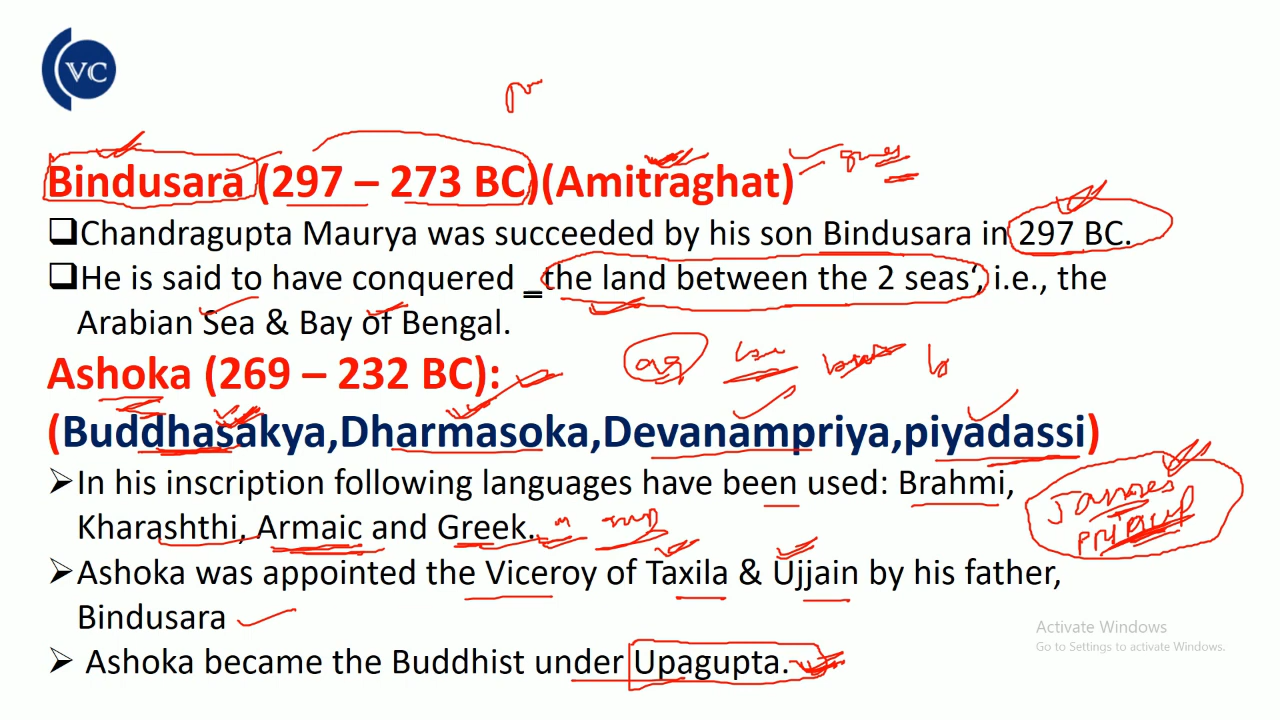 VC
Bindusara (297 – 273 BC)(Amitraghat)
❑Chandragupta Maurya was succeeded by his son Bindusara in 297 BC.
❑He is said to have conquered ‗the land between the 2 seas‘, i.e., the
Arabian Sea & Bay of Bengal.
Ashoka (269 – 232 BC):
(Buddhasakya,Dharmasoka,Devanampriya,piyadassi)
➢In his inscription following languages have been used: Brahmi,
Kharashthi, Armaic and Greek.
James
➢Ashoka was appointed the Viceroy of Taxila & Ujjain by his father,
Bindusara
➢ Ashoka became the Buddhist under Upagupta.
Activate Windows
Go to Settings to activate Windows.